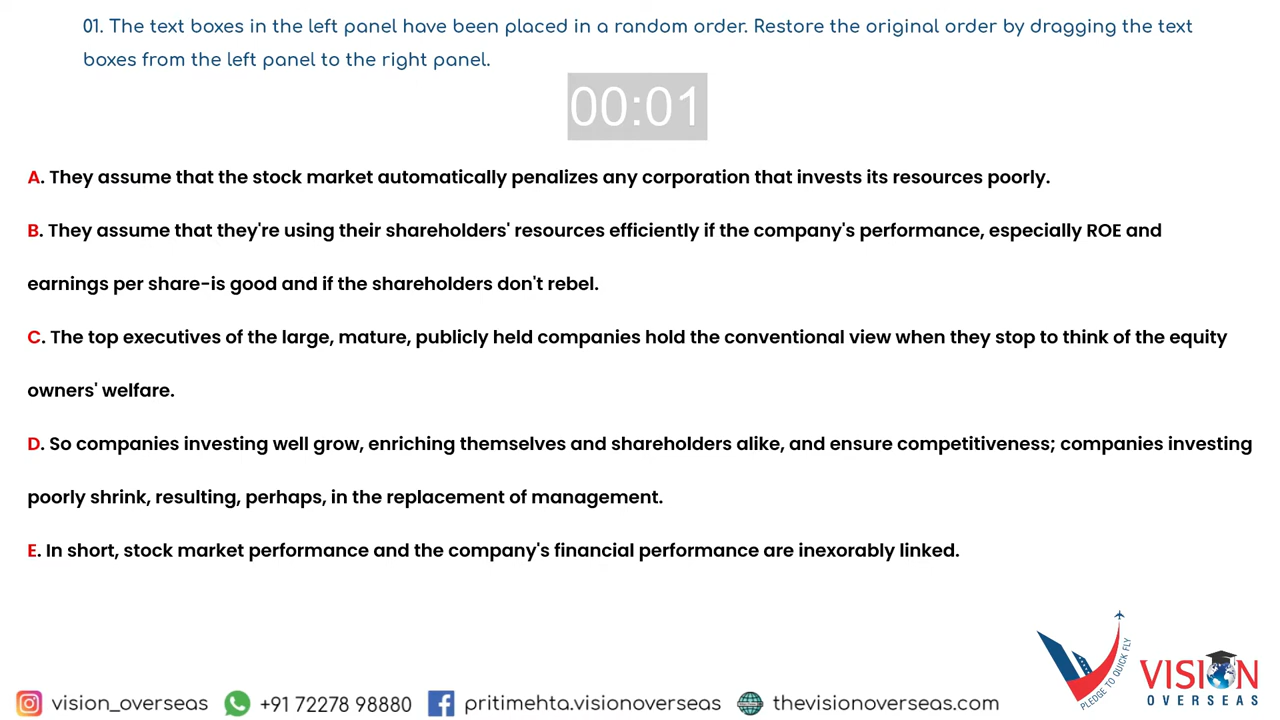 01. The text boxes in the left panel have been placed in a random order. Restore the original order by dragging the text
boxes from the left panel to the right panel.
00:01
A. They assume that the stock market automatically penalizes any corporation that invests its resources poorly.
B. They assume that they're using their shareholders' resources efficiently if the company's performance, especially ROE and
earnings per share-is good and if the shareholders don't rebel.
C. The top executives of the large, mature, publicly held companies hold the conventional view when they stop to think of the equity
owners' welfare.
D. So companies investing well grow, enriching themselves and shareholders alike, and ensure competitiveness; companies investing
poorly shrink, resulting, perhaps, in the replacement of management.
E. In short, stock market performance and the company's financial performance are inexorably linked.
PLEDGE TO QUICK FLY
VISION
OVERSEAS
vision_overseas +91 72278 98880 pritimehta.visionoverseas thevisionoverseas.com